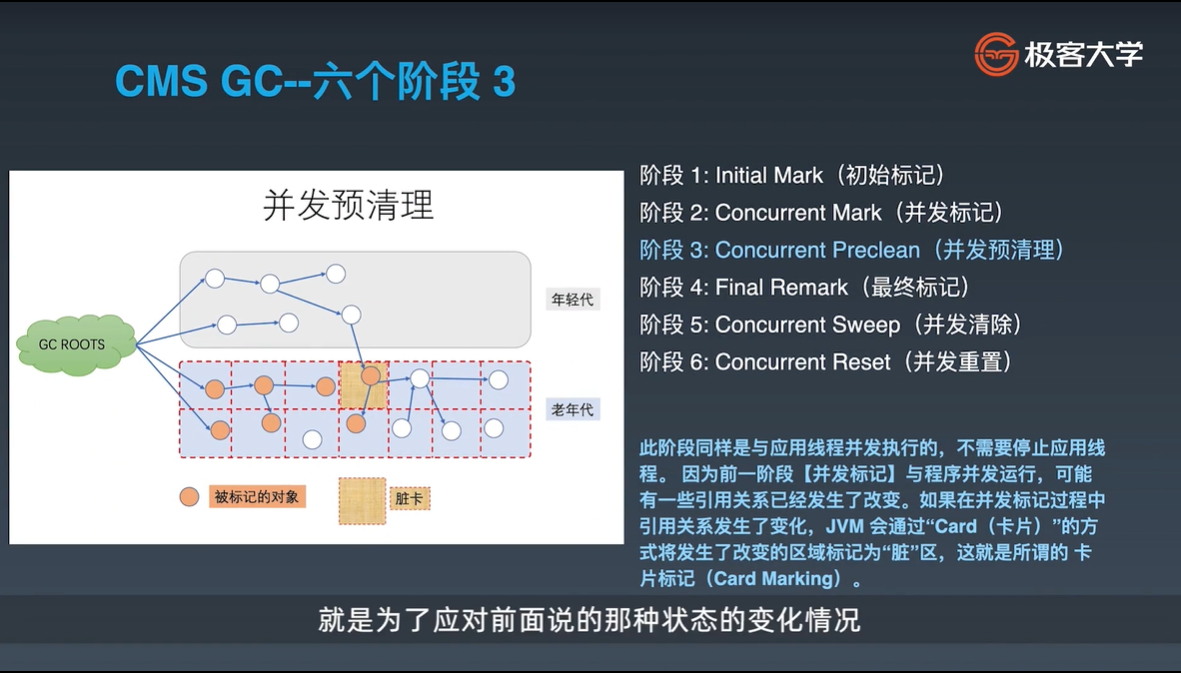 极客大学
CMS GC--六个阶段 3
并发预清理
年轻代
GC ROOTS
老年代
被标记的对象
脏卡
阶段 1: Initial Mark（初始标记）
阶段 2: Concurrent Mark（并发标记）
阶段 3: Concurrent Preclean（并发预清理）
阶段 4: Final Remark（最终标记）
阶段 5: Concurrent Sweep（并发清除）
阶段 6: Concurrent Reset（并发重置）
此阶段同样是与应用线程并发执行的，不需要停止应用线
程。 因为前一阶段【并发标记】与程序并发运行，可能
有一些引用关系已经发生了改变。如果在并发标记过程中
引用关系发生了变化，JVM 会通过“Card（卡片）”的方
式将发生了改变的区域标记为“脏”区，这就是所谓的 卡
片标记（Card Marking）。
就是为了应对前面说的那种状态的变化情况